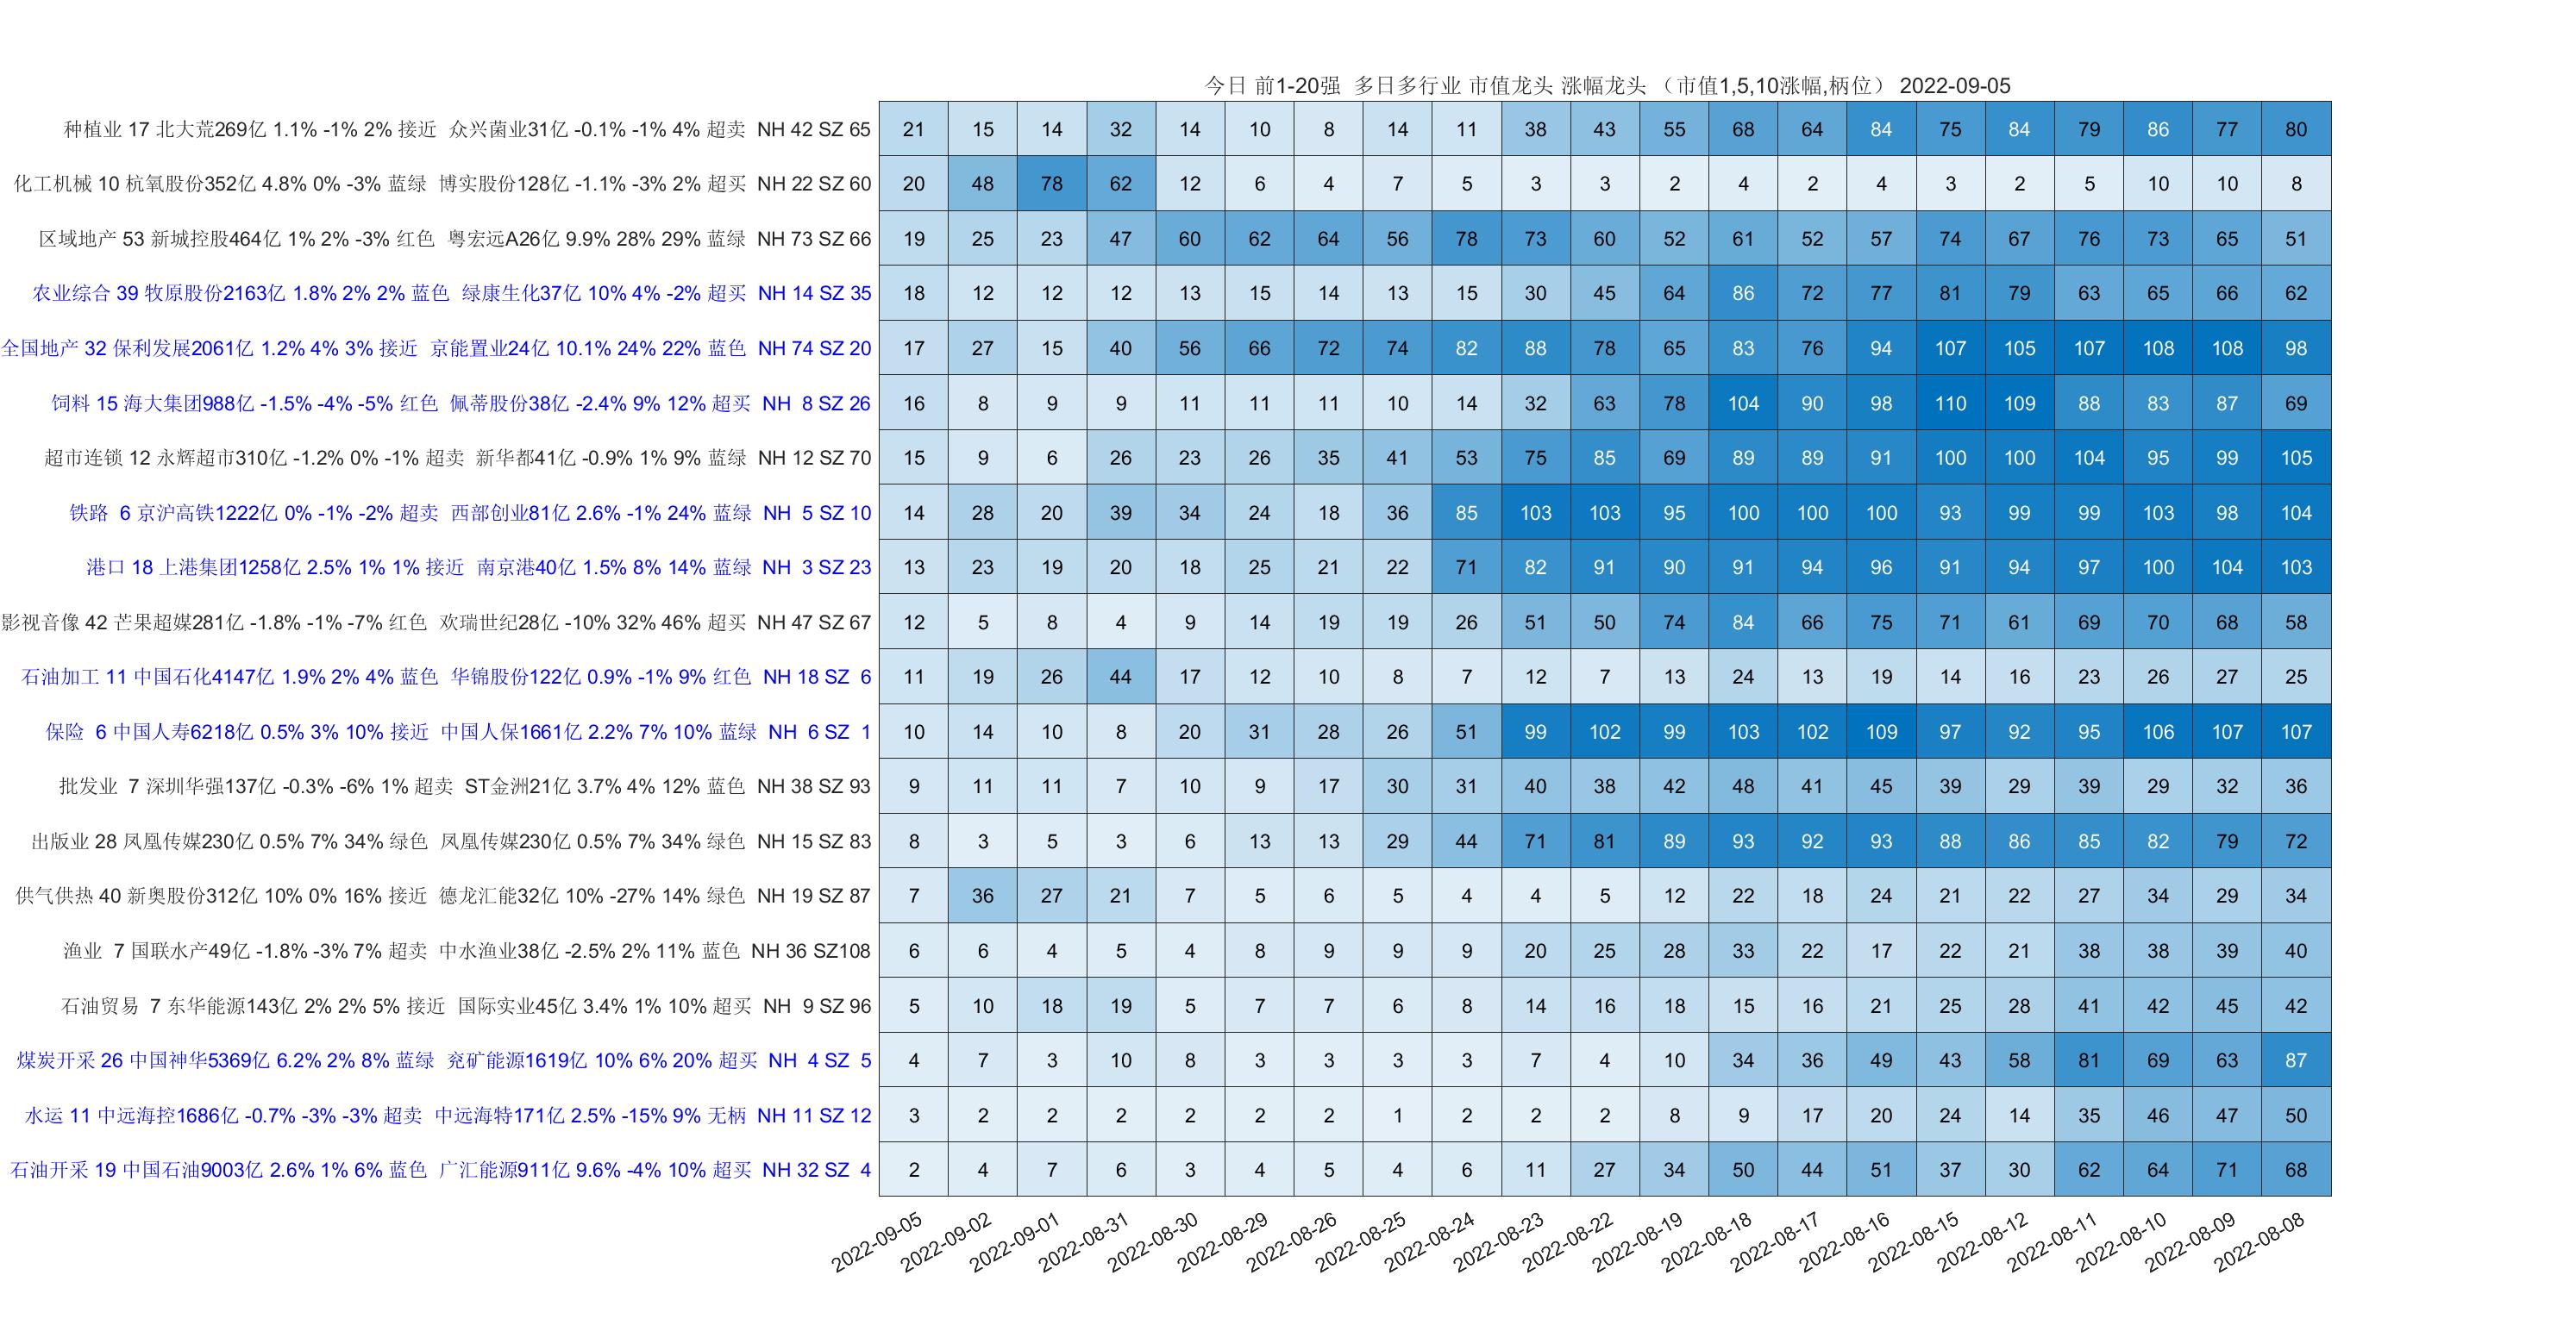 今日 前1-20强 多日多行业 市值龙头 涨幅龙头 （市值1,5,10涨幅,柄位） 2022-09-05
种植业 17 北大荒269亿 1.1% -1% 2% 接近 众兴菌业31亿 -0.1% -1% 4% 超卖 NH 42 SZ 65 21 15 14 32 14 10 8 14 11 38 43 55 68 64 84 75 84 79 86 77 80
化工机械 10 杭氧股份352亿 4.8% 0% -3% 蓝绿 博实股份128亿 -1.1% -3% 2% 超买 NH 22 SZ 60 20 48 78 62 12 6 4 7 5 3 3 2 4 2 4 3 2 5 10 10 8
区域地产 53 新城控股464亿 1% 2% -3% 红色 粤宏远A26亿 9.9% 28% 29% 蓝绿 NH 73 SZ 66 19 25 23 47 60 62 64 56 78 73 60 52 61 52 57 74 67 76 73 65 51
农业综合 39 牧原股份2163亿 1.8% 2% 2% 蓝色 绿康生化37亿 10% 4% -2% 超买 NH 14 SZ 35 18 12 12 12 13 15 14 13 15 30 45 64 86 72 77 81 79 63 65 66 62
全国地产 32 保利发展2061亿 1.2% 4% 3% 接近 京能置业24亿 10.1% 24% 22% 蓝色 NH 74 SZ 20 17 27 15 40 56 66 72 74 82 88 78 65 83 76 94 107 105 107 108 108 98
饲料 15 海大集团988亿 -1.5% -4% -5% 红色 佩蒂股份38亿 -2.4% 9% 12% 超买 NH 8 SZ 26 16 8 9 9 11 11 11 10 14 32 63 78 104 90 98 110 109 88 83 87 69
超市连锁 12 永辉超市310亿 -1.2% 0% -1% 超卖 新华都41亿 -0.9% 1% 9% 蓝绿 NH 12 SZ 70 15 9 6 26 23 26 35 41 53 75 85 69 89 89 91 100 100 104 95 99 105
铁路 6 京沪高铁1222亿 0% -1% -2% 超卖 西部创业81亿 2.6% -1% 24% 蓝绿 NH 5 SZ 10 14 28 20 39 34 24 18 36 85 103 103 95 100 100 100 93 99 99 103 98 104
港口 18 上港集团1258亿 2.5% 1% 1% 接近 南京港40亿 1.5% 8% 14% 蓝绿 NH 3 SZ 23 13 23 19 20 18 25 21 22 71 82 91 90 91 94 96 91 94 97 100 104 103
影视音像 42 芒果超媒281亿 -1.8% -1% -7% 红色 欢瑞世纪28亿 -10% 32% 46% 超买 NH 47 SZ 67 12 5 8 4 9 14 19 19 26 51 50 74 84 66 75 71 61 69 70 68 58
石油加工 11 中国石化4147亿 1.9% 2% 4% 蓝色 华锦股份122亿 0.9% -1% 9% 红色 NH 18 SZ 6 11 19 26 44 17 12 10 8 7 12 7 13 24 13 19 14 16 23 26 27 25
保险 6 中国人寿6218亿 0.5% 3% 10% 接近 中国人保1661亿 2.2% 7% 10% 蓝绿 NH 6 SZ 1 10 14 10 8 20 31 28 26 51 99 102 99 103 102 109 97 92 95 106 107 107
批发业 7 深圳华强137亿 -0.3% -6% 1% 超卖 ST金洲21亿 3.7% 4% 12% 蓝色 NH 38 SZ 93 9 11 11 7 10 9 17 30 31 40 38 42 48 41 45 39 29 39 29 32 36
出版业 28 凤凰传媒230亿 0.5% 7% 34% 绿色 凤凰传媒230亿 0.5% 7% 34% 绿色 NH 15 SZ 83 8 3 5 3 6 13 13 29 44 71 81 89 93 92 93 88 86 85 82 79 72
供气供热 40 新奥股份312亿 10% 0% 16% 接近 德龙汇能32亿 10% -27% 14% 绿色 NH 19 SZ 87 7 36 27 21 7 5 6 5 4 4 5 12 22 18 24 21 22 27 34 29 34
渔业 7 国联水产49亿 -1.8% -3% 7% 超卖 中水渔业38亿 -2.5% 2% 11% 蓝色 NH 36 SZ108 6 6 4 5 4 8 9 9 9 20 25 28 33 22 17 22 21 38 38 39 40
石油贸易 7 东华能源143亿 2% 2% 5% 接近 国际实业45亿 3.4% 1% 10% 超买 NH 9 SZ 96 5 10 18 19 5 7 7 6 8 14 16 18 15 16 21 25 28 41 42 45 42
煤炭开采 26 中国神华5369亿 6.2% 2% 8% 蓝绿 兖矿能源1619亿 10% 6% 20% 超买 NH 4 SZ 5 4 7 3 10 8 3 3 3 3 7 4 10 34 36 49 43 58 81 69 63 87
水运 11 中远海控1686亿 -0.7% -3% -3% 超卖 中远海特171亿 2.5% -15% 9% 无柄 NH 11 SZ 12 3 2 2 2 2 2 2 1 2 2 2 8 9 17 20 24 14 35 46 47 50
石油开采 19 中国石油9003亿 2.6% 1% 6% 蓝色 广汇能源911亿 9.6% -4% 10% 超买 NH 32 SZ 4 2 4 7 6 3 4 5 4 6 11 27 34 50 44 51 37 30 62 64 71 68
2022-09-05 2022-09-02 2022-09-01 2022-08-31 2022-08-30 2022-08-29 2022-08-26 2022-08-25 2022-08-24 2022-08-23 2022-08-22 2022-08-19 2022-08-18 2022-08-17 2022-08-16 2022-08-15 2022-08-12 2022-08-11 2022-08-10 2022-08-09 2022-08-08